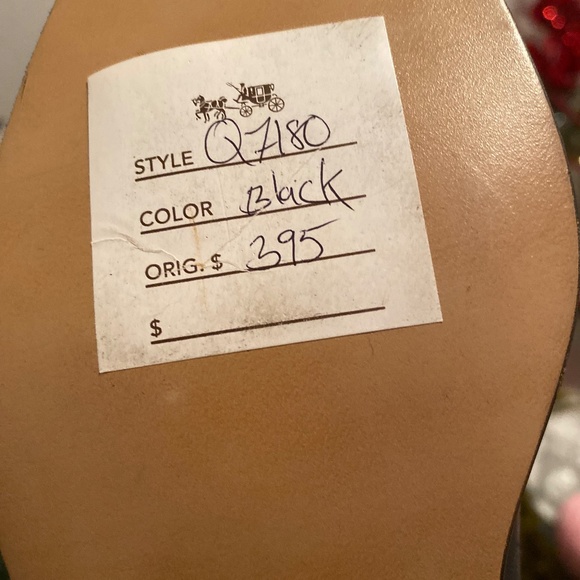 STYLE Q7180
COLOR Black
ORIG. $ 395
$